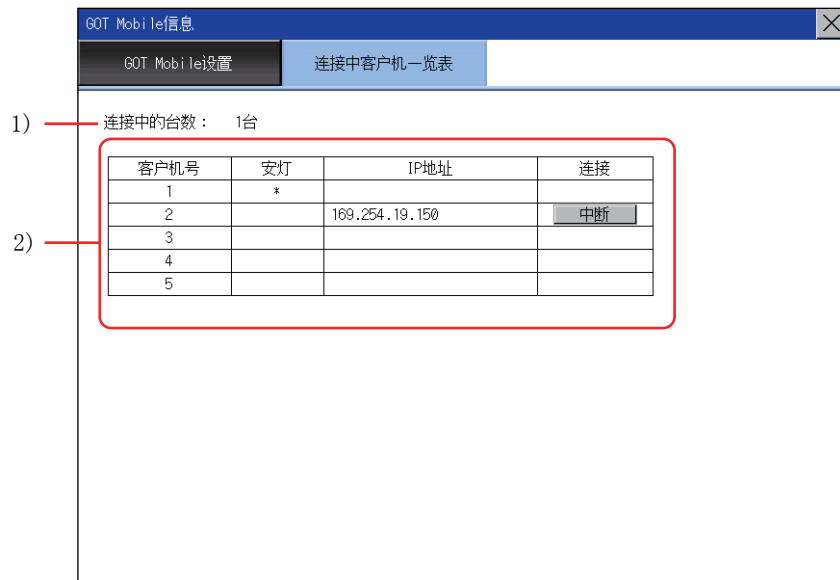 GOT Mobile信息
GOT Mobile设置 连接中客户机一览表
1) 连接中的台数： 1台
客户机号 安灯 IP地址 连接
1 *
2 169.254.19.150 中断
2) 3
4
5